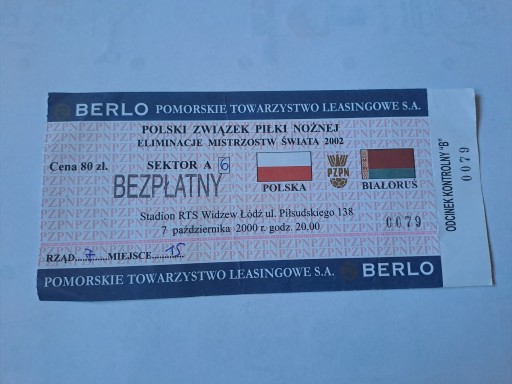 BERLO POMORSKIE TOWARZYSTWO LEASINGOWE S.A.
POLSKI ZWIĄZEK PIŁKI NOŻNEJ
ELIMINACJE MISTRZOSTW ŚWIATA 2002
Cena 80 zł. SEKTOR A 6
BEZPŁATNY
POLSKA
PZPN
BIAŁORUŚ
Stadion RTS Widzew Łódź ul. Piłsudskiego 138
7 października 2000 r. godz. 20.00
0079
RZĄD 7 MIEJSCE 15
POMORSKIE TOWARZYSTWO LEASINGOWE S.A. BERLO
ODCINEK KONTROLNY "B"
0079